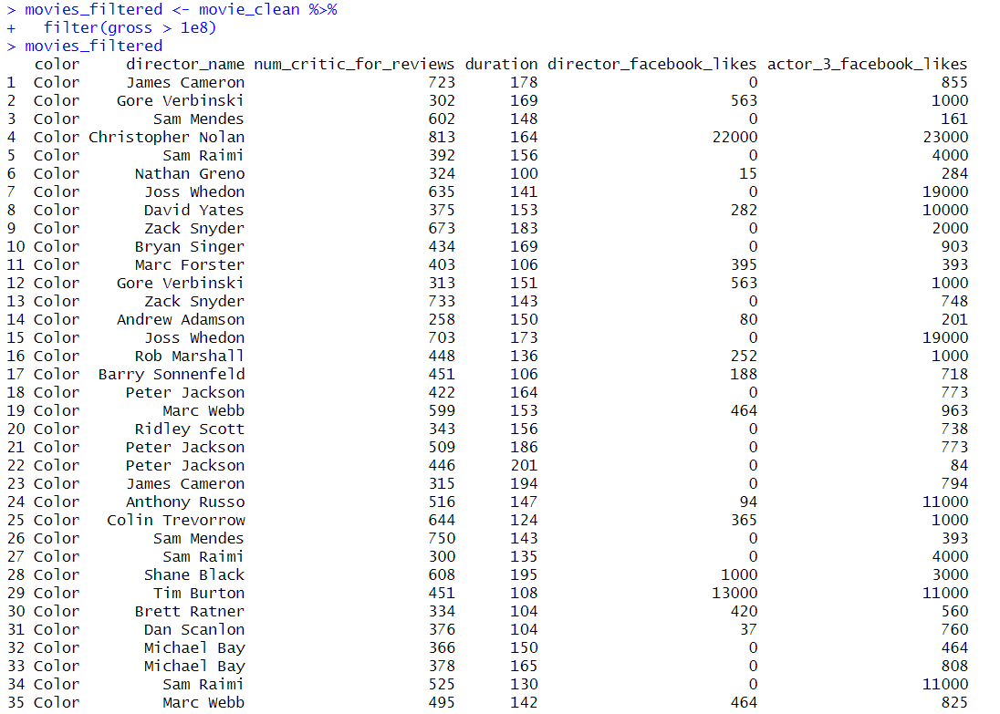 > movies_filtered <- movie_clean %>%
+   filter(gross > 1e8)
> movies_filtered
   color     director_name num_critic_for_reviews duration director_facebook_likes actor_3_facebook_likes
1  Color     James Cameron                    723      178                       0                    855
2  Color    Gore Verbinski                    302      169                     563                   1000
3  Color        Sam Mendes                    602      148                       0                    161
4  Color Christopher Nolan                    813      164                   22000                  23000
5  Color         Sam Raimi                    392      156                       0                   4000
6  Color      Nathan Greno                    324      100                      15                    284
7  Color       Joss Whedon                    635      141                       0                  19000
8  Color       David Yates                    375      153                     282                  10000
9  Color       Zack Snyder                    673      183                       0                   2000
10 Color      Bryan Singer                    434      169                       0                    903
11 Color      Marc Forster                    403      106                     395                    393
12 Color    Gore Verbinski                    313      151                     563                   1000
13 Color       Zack Snyder                    733      143                       0                    748
14 Color    Andrew Adamson                    258      150                      80                    201
15 Color       Joss Whedon                    703      173                       0                  19000
16 Color      Rob Marshall                    448      136                     252                   1000
17 Color  Barry Sonnenfeld                    451      106                     188                    718
18 Color     Peter Jackson                    422      164                       0                    773
19 Color         Marc Webb                    599      153                     464                    963
20 Color      Ridley Scott                    343      156                       0                    738
21 Color     Peter Jackson                    509      186                       0                    773
22 Color     Peter Jackson                    446      201                       0                     84
23 Color     James Cameron                    315      194                       0                    794
24 Color     Anthony Russo                    516      147                      94                  11000
25 Color   Colin Trevorrow                    644      124                     365                   1000
26 Color        Sam Mendes                    750      143                       0                    393
27 Color         Sam Raimi                    300      135                       0                   4000
28 Color       Shane Black                    608      195                    1000                   3000
29 Color        Tim Burton                    451      108                   13000                  11000
30 Color      Brett Ratner                    334      104                     420                    560
31 Color       Dan Scanlon                    376      104                      37                    760
32 Color       Michael Bay                    366      150                       0                    464
33 Color       Michael Bay                    378      165                       0                    808
34 Color         Sam Raimi                    525      130                       0                  11000
35 Color         Marc Webb                    495      142                     464                    825